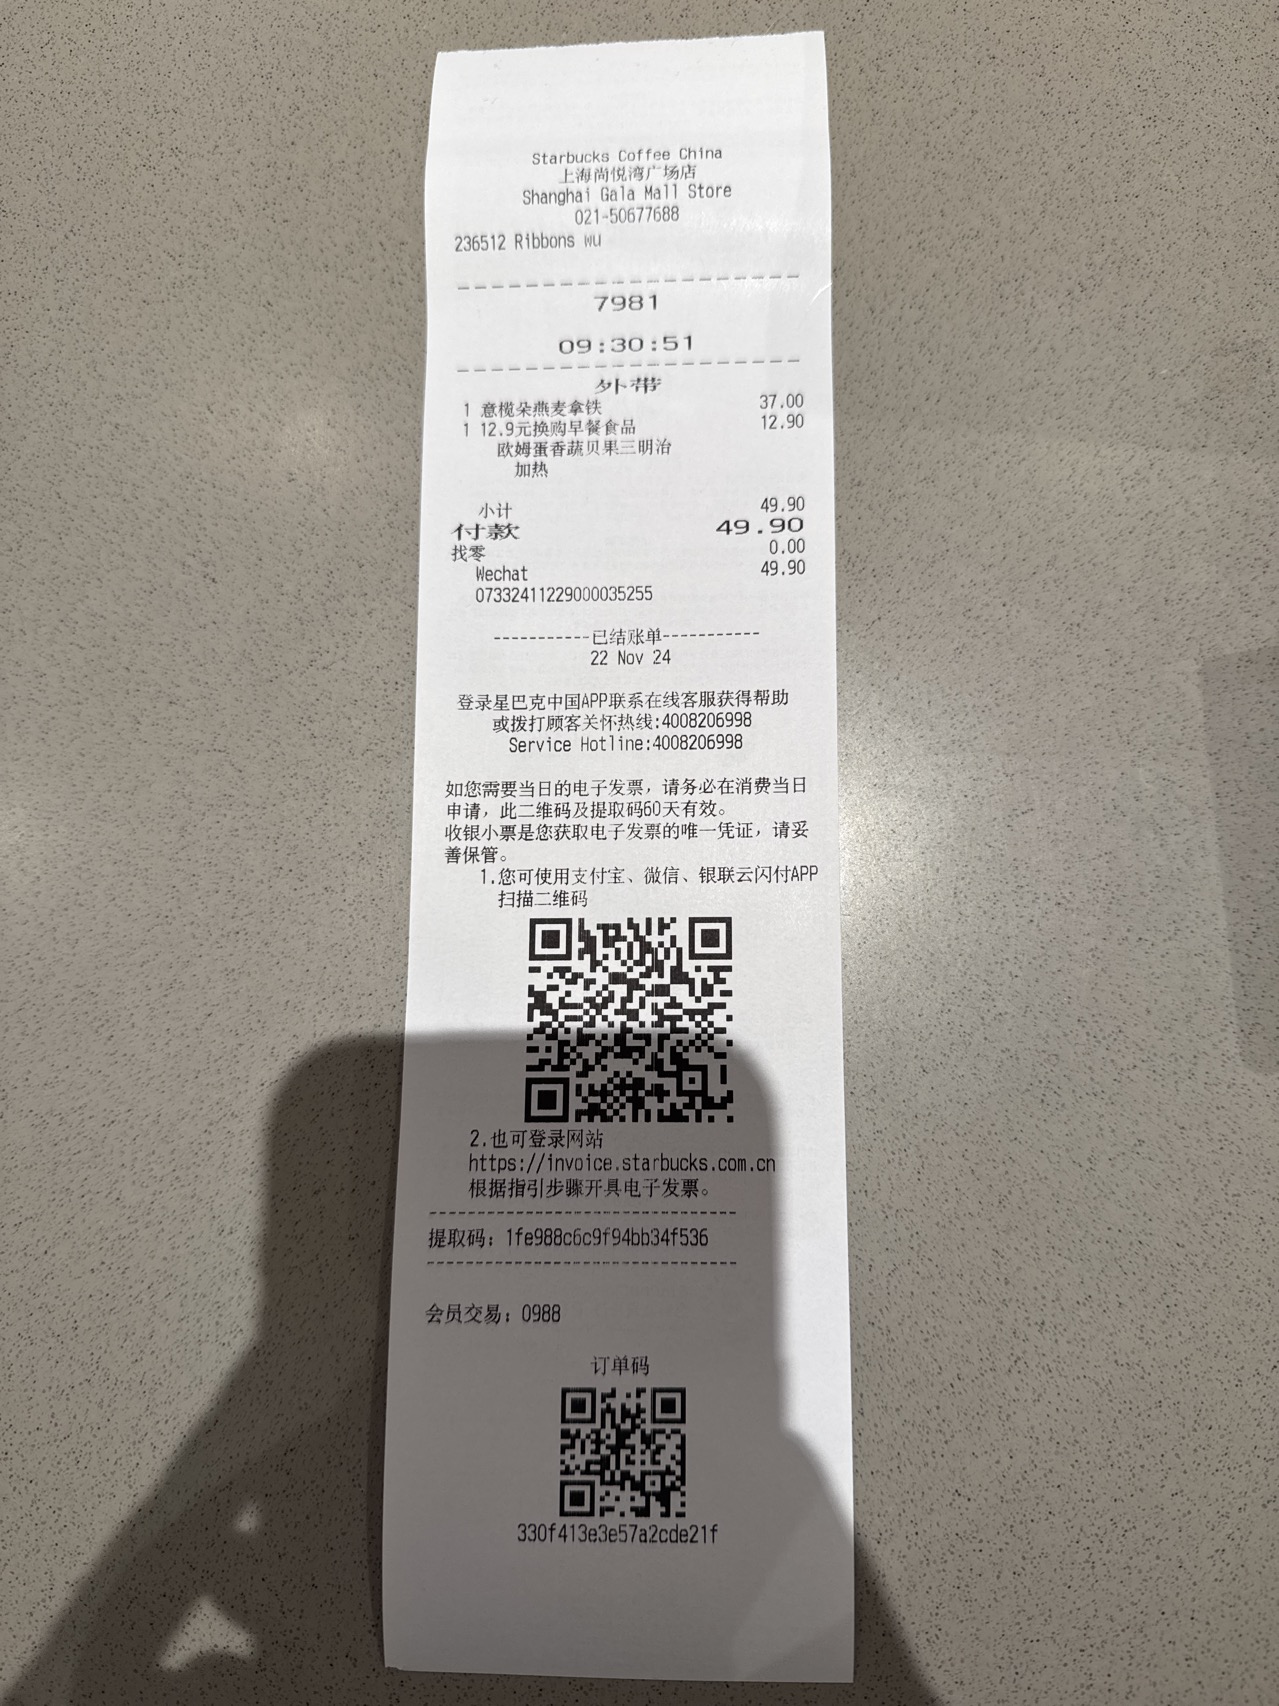 Starbucks Coffee China
上海尚悦湾广场店
Shanghai Gala Mall Store
021-50677688
236512 Ribbons wu
7981
09:30:51
外带
1 意榄朵燕麦拿铁 37.00
1 12.9元换购早餐食品 12.90
欧姆蛋香蔬贝果三明治
加热
小计 49.90
付款 49.90
找零 0.00
Wechat 49.90
07332411229000035255
-----------已结账单-----------
22 Nov 24
登录星巴克中国APP联系在线客服获得帮助
或拨打顾客关怀热线:4008206998
Service Hotline:4008206998
如您需要当日的电子发票，请务必在消费当日
申请，此二维码及提取码60天有效。
收银小票是您获取电子发票的唯一凭证，请妥
善保管。
1.您可使用支付宝、微信、银联云闪付APP
扫描二维码
2.也可登录网站
https://invoice.starbucks.com.cn
根据指引步骤开具电子发票。
提取码：1fe988c6c9f94bb34f536
会员交易：0988
订单码
330f413e3e57a2cde21f